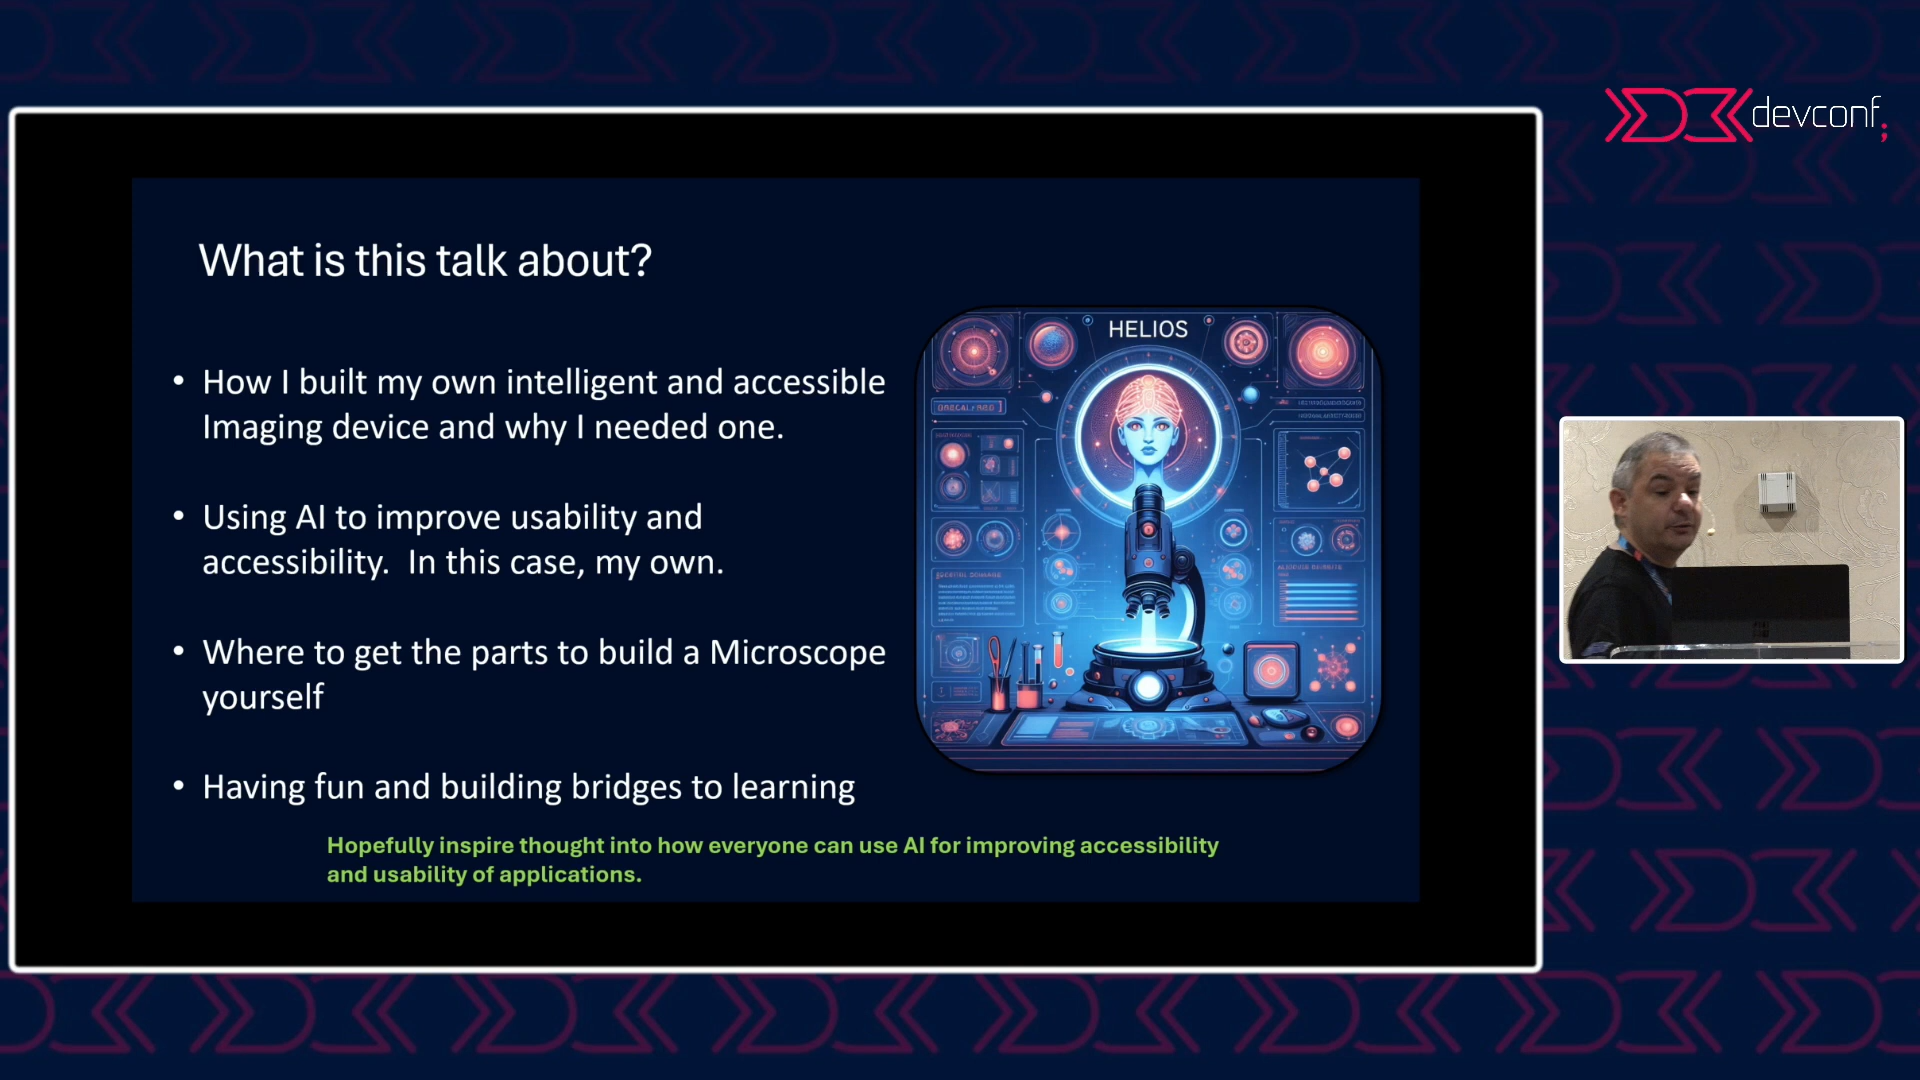 devconf;
What is this talk about?
HELIOS
• How I built my own intelligent and accessible
Imaging device and why I needed one.
• Using AI to improve usability and
accessibility.  In this case, my own.
• Where to get the parts to build a Microscope
yourself
• Having fun and building bridges to learning
Hopefully inspire thought into how everyone can use AI for improving accessibility
and usability of applications.